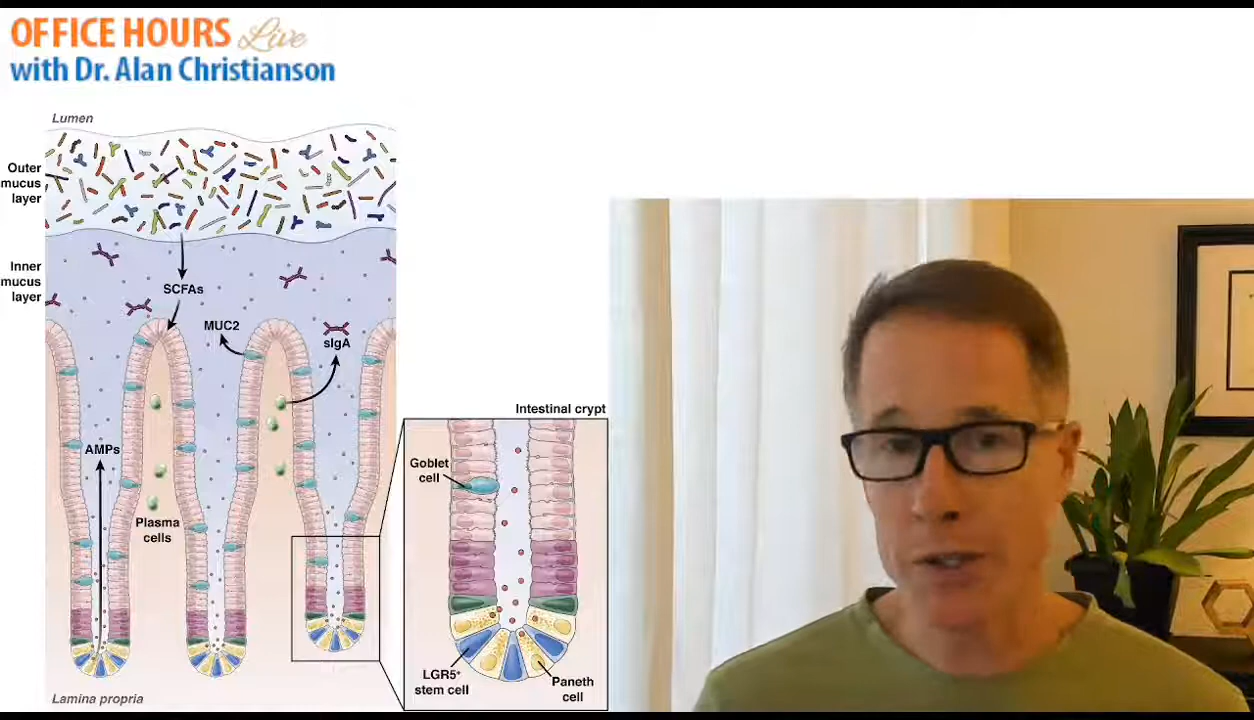 OFFICE HOURS Live
with Dr. Alan Christianson
Lumen
Outer
mucus
layer
Inner
mucus
layer
SCFAs
MUC2
sIgA
AMPs
Plasma
cells
Intestinal crypt
Goblet
cell
LGR5⁺
stem cell
Paneth
cell
Lamina propria